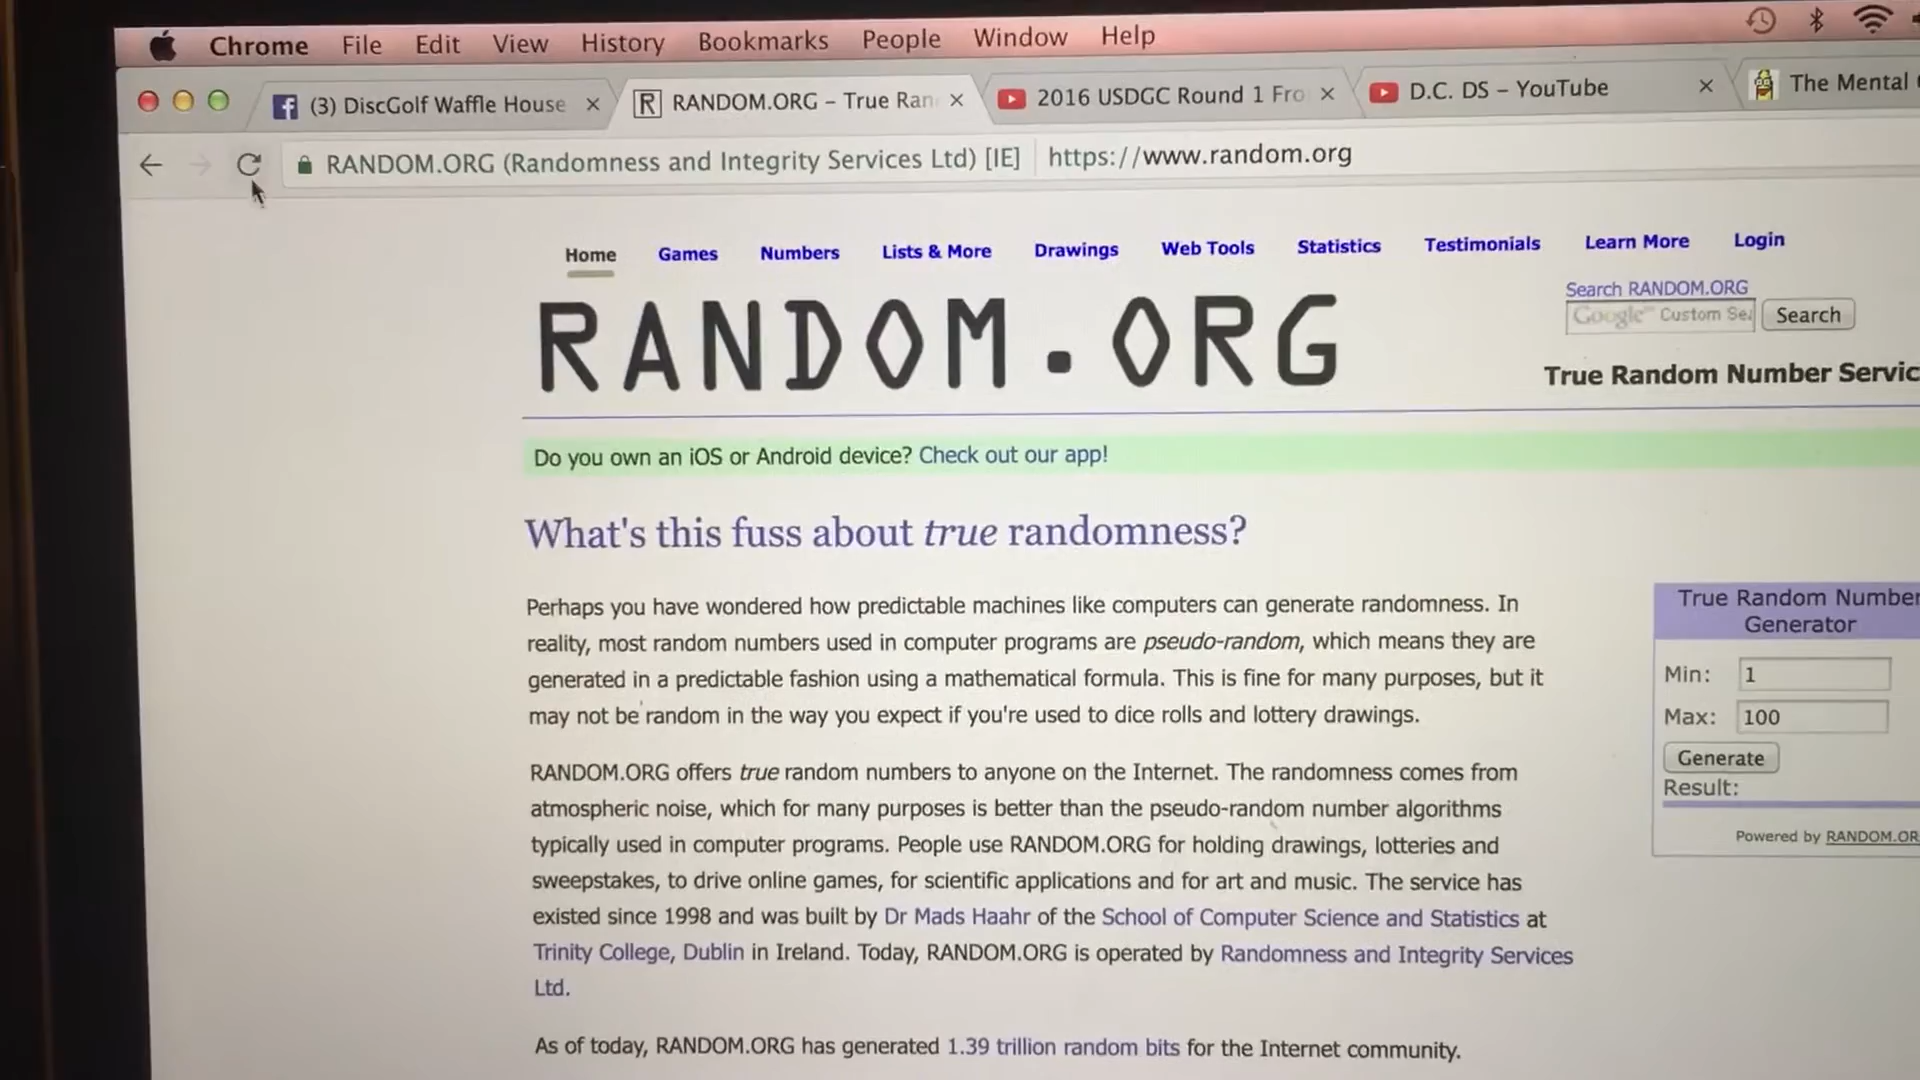 Chrome File Edit View History Bookmarks People Window Help
(3) DiscGolf Waffle House
RANDOM.ORG – True Ran
2016 USDGC Round 1 Fro
D.C. DS – YouTube
The Mental
RANDOM.ORG (Randomness and Integrity Services Ltd) [IE] https://www.random.org
Home Games Numbers Lists & More Drawings Web Tools Statistics Testimonials Learn More Login
Search RANDOM.ORG
Google™ Custom Sea Search
RANDOM.ORG
True Random Number Servic
Do you own an iOS or Android device? Check out our app!
What's this fuss about true randomness?
Perhaps you have wondered how predictable machines like computers can generate randomness. In
reality, most random numbers used in computer programs are pseudo-random, which means they are
generated in a predictable fashion using a mathematical formula. This is fine for many purposes, but it
may not be random in the way you expect if you're used to dice rolls and lottery drawings.
RANDOM.ORG offers true random numbers to anyone on the Internet. The randomness comes from
atmospheric noise, which for many purposes is better than the pseudo-random number algorithms
typically used in computer programs. People use RANDOM.ORG for holding drawings, lotteries and
sweepstakes, to drive online games, for scientific applications and for art and music. The service has
existed since 1998 and was built by Dr Mads Haahr of the School of Computer Science and Statistics at
Trinity College, Dublin in Ireland. Today, RANDOM.ORG is operated by Randomness and Integrity Services
Ltd.
As of today, RANDOM.ORG has generated 1.39 trillion random bits for the Internet community.
True Random Number
Generator
Min: 1
Max: 100
Generate
Result:
Powered by RANDOM.OR